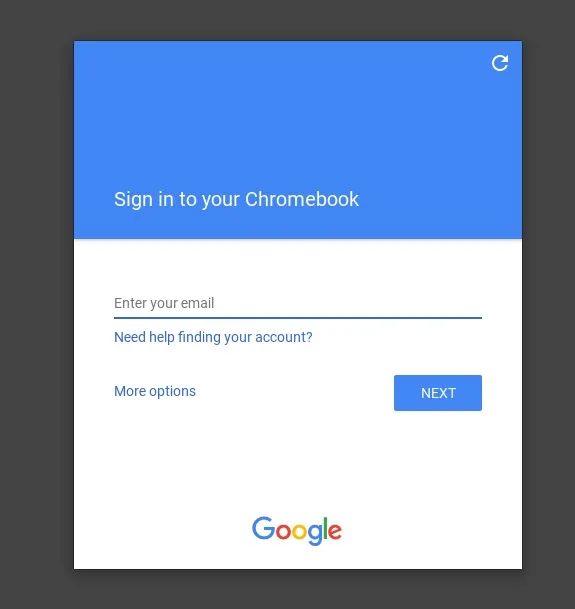 Sign in to your Chromebook
Enter your email
Need help finding your account?
More options
NEXT
Google